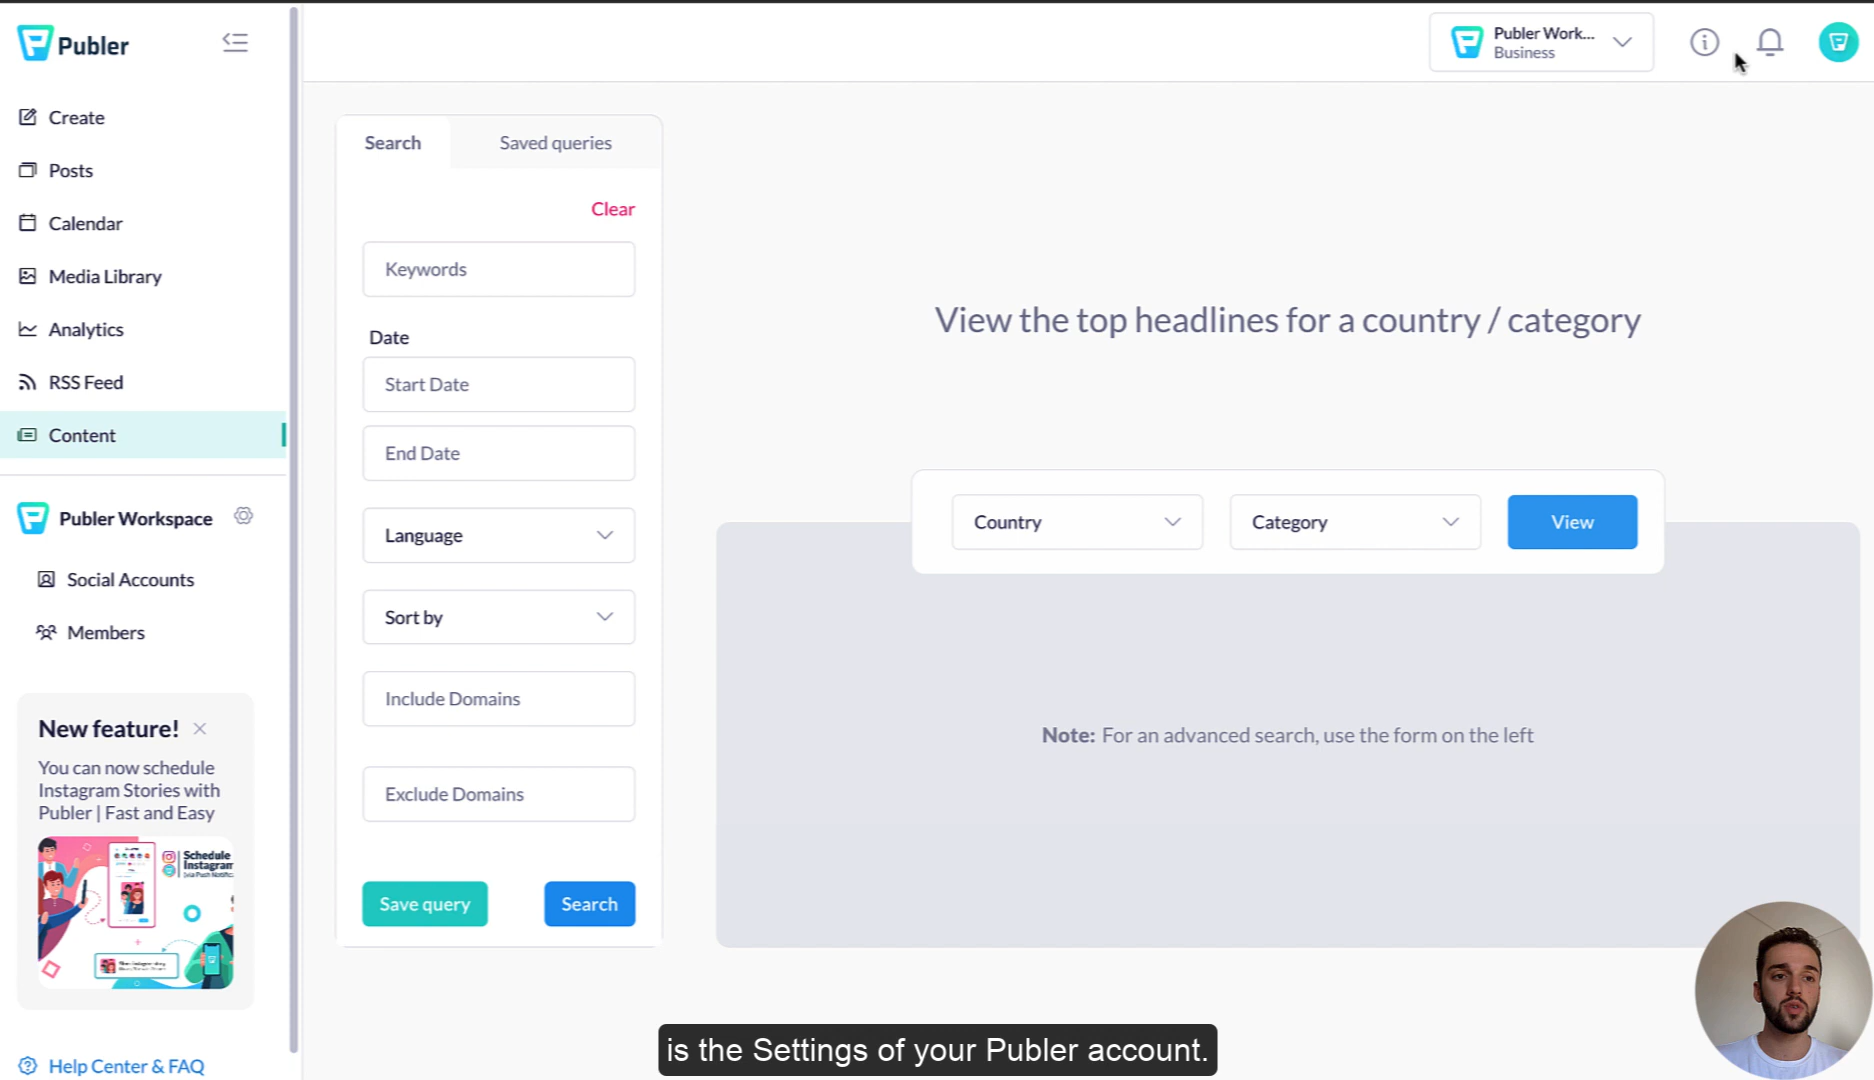 Publer
Create
Posts
Calendar
Media Library
Analytics
RSS Feed
Content
Publer Workspace
Social Accounts
Members
New feature!
You can now schedule
Instagram Stories with
Publer | Fast and Easy
Schedule
Instagram
Help Center & FAQ
Publer Work...
Business
Search
Saved queries
Clear
Keywords
Date
Start Date
End Date
Language
Sort by
Include Domains
Exclude Domains
Save query
Search
View the top headlines for a country / category
Country
Category
View
Note: For an advanced search, use the form on the left
is the Settings of your Publer account.